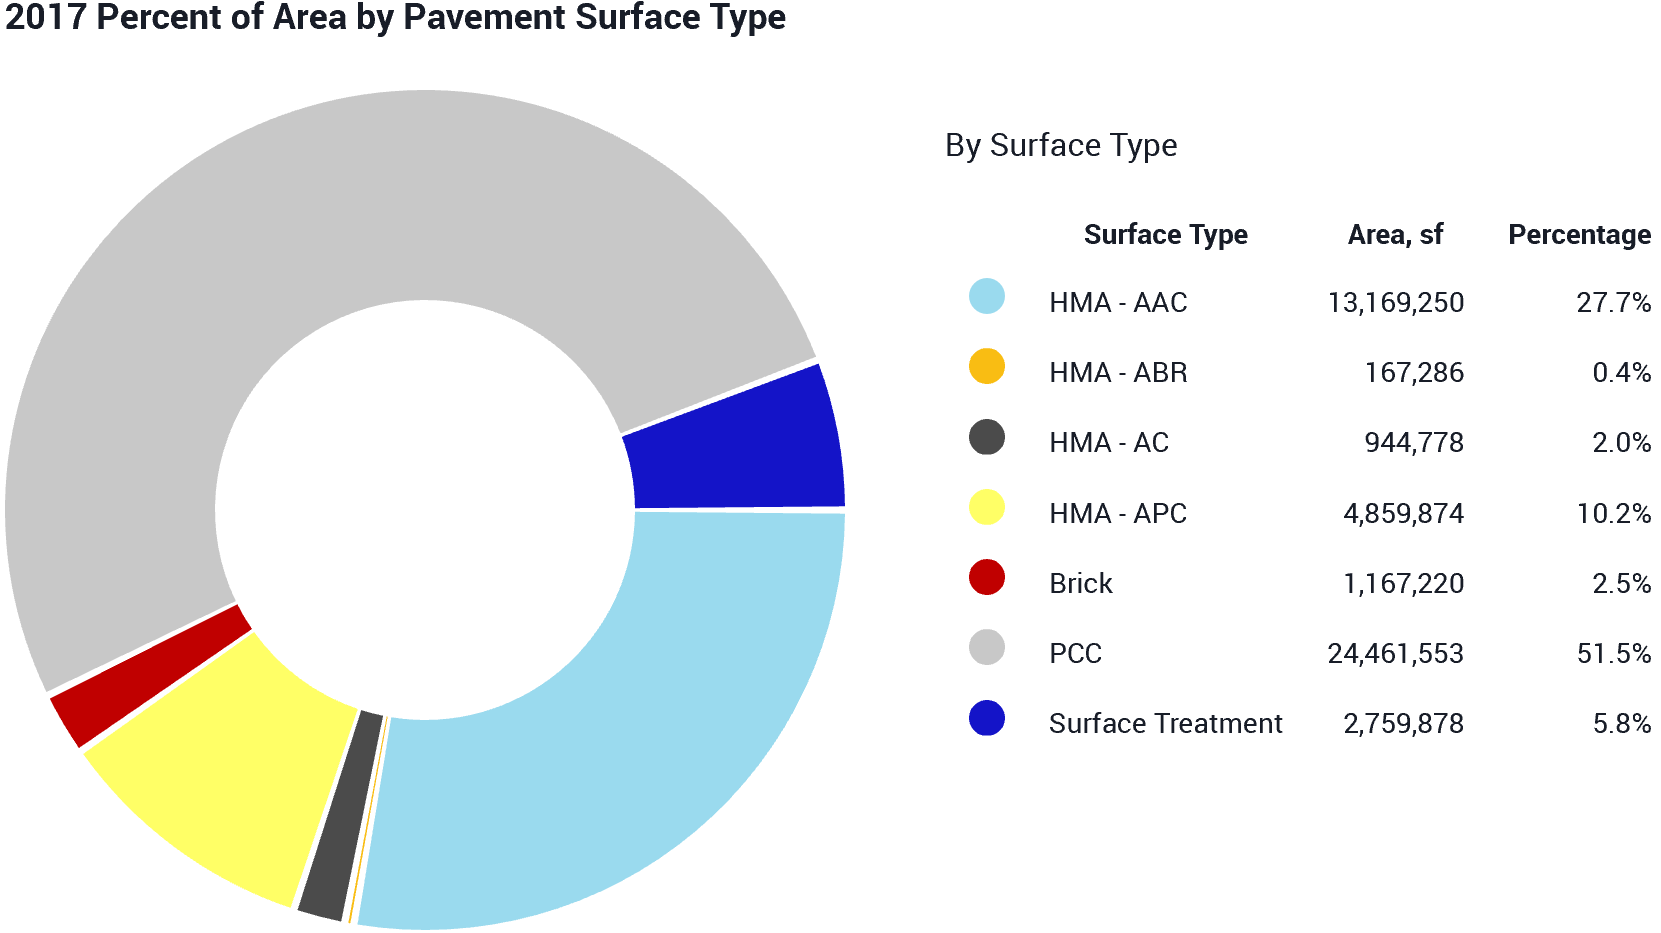 2017 Percent of Area by Pavement Surface Type
By Surface Type
Surface Type Area, sf Percentage
HMA - AAC 13,169,250 27.7%
HMA - ABR 167,286 0.4%
HMA - AC 944,778 2.0%
HMA - APC 4,859,874 10.2%
Brick 1,167,220 2.5%
PCC 24,461,553 51.5%
Surface Treatment 2,759,878 5.8%